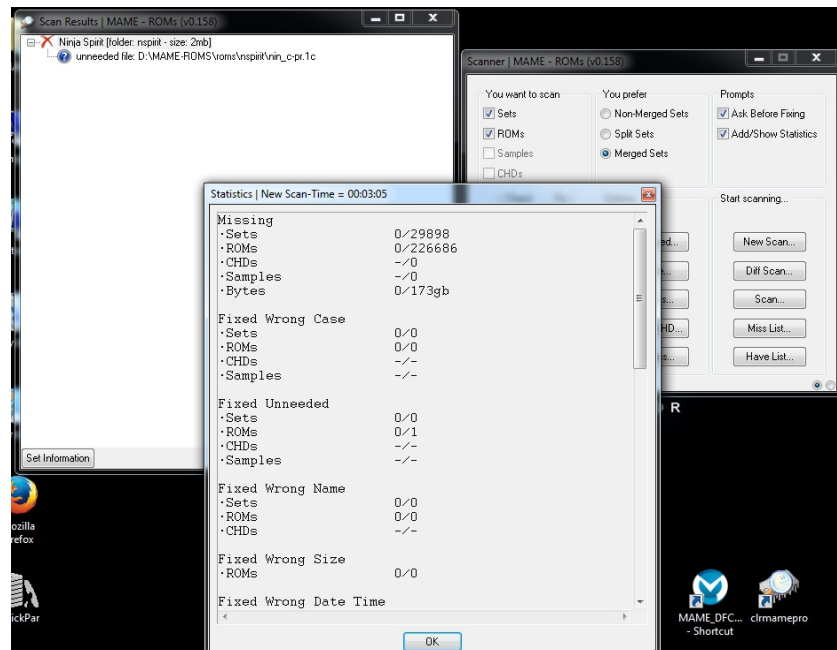 Scan Results | MAME - ROMs (v0.158)
Ninja Spirit [folder: nspirit - size: 2mb]
unneeded file: D:\MAME-ROMS\roms\nspirit\nin_c-pr.1c
Set Information
Scanner | MAME - ROMs (v0.158)
You want to scan
Sets
ROMs
Samples
CHDs
You prefer
Non-Merged Sets
Split Sets
Merged Sets
Prompts
Ask Before Fixing
Add/Show Statistics
Start scanning...
New Scan...
Diff Scan...
Scan...
Miss List...
Have List...
Statistics | New Scan-Time = 00:03:05
Missing
·Sets 0/29898
·ROMs 0/226686
·CHDs -/0
·Samples -/0
·Bytes 0/173gb
Fixed Wrong Case
·Sets 0/0
·ROMs 0/0
·CHDs -/-
·Samples -/-
Fixed Unneeded
·Sets 0/0
·ROMs 0/1
·CHDs -/-
·Samples -/-
Fixed Wrong Name
·Sets 0/0
·ROMs 0/0
·CHDs -/-
Fixed Wrong Size
·ROMs 0/0
Fixed Wrong Date Time
OK
R
ozilla
refox
ickPar
MAME_DFC...
- Shortcut
clrmamepro